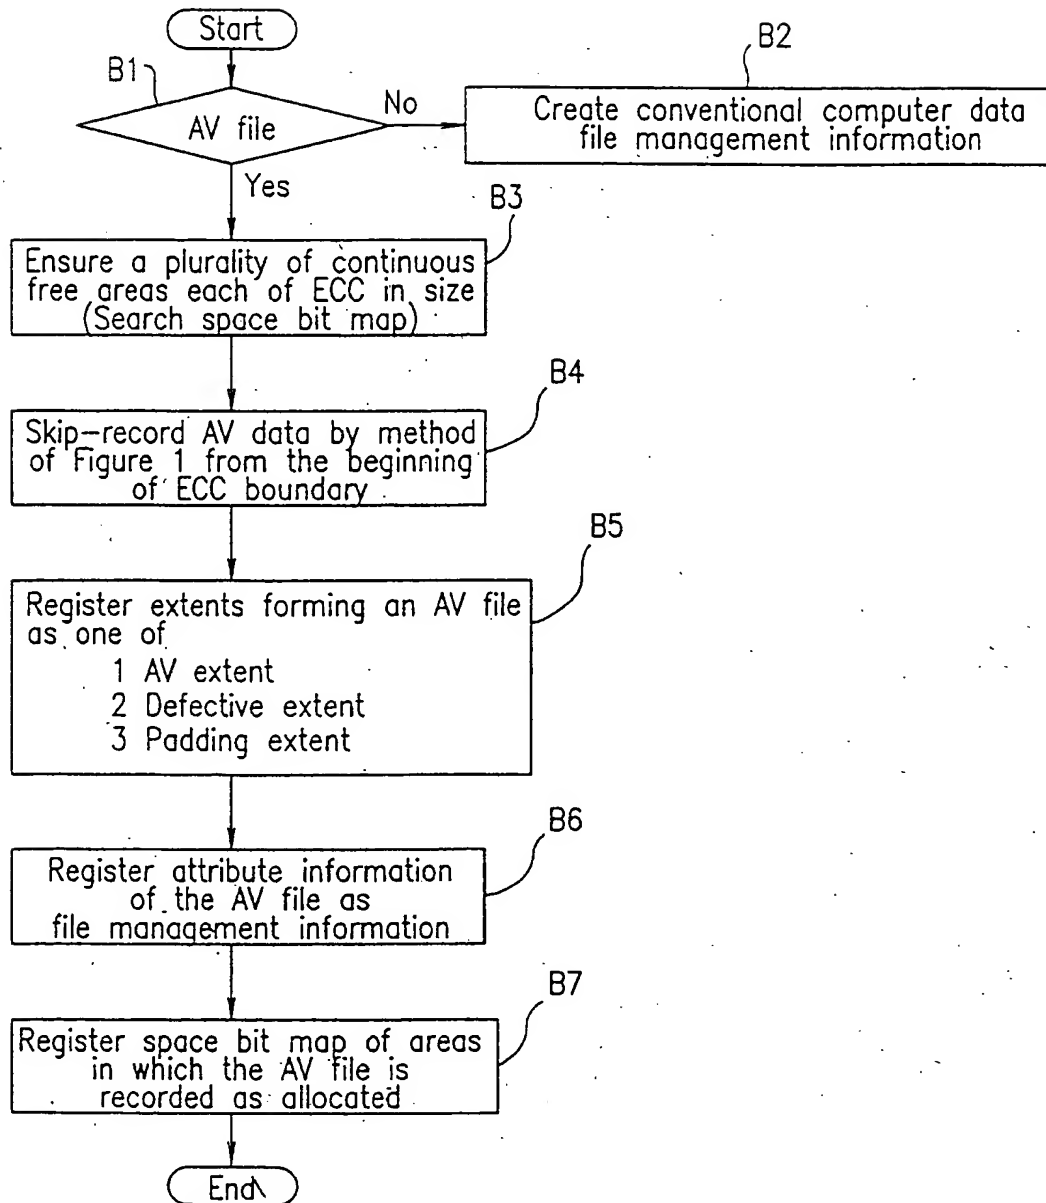 Start
B1
B2
AV file
No
Create conventional computer data
file management information
Yes
B3
Ensure a plurality of continuous
free areas each of ECC in size
(Search space bit map)
B4
Skip-record AV data by method
of Figure 1 from the beginning
of ECC boundary
B5
Register extents forming an AV file
as one of
1 AV extent
2 Defective extent
3 Padding extent
B6
Register attribute information
of the AV file as
file management information
B7
Register space bit map of areas
in which the AV file is
recorded as allocated
End